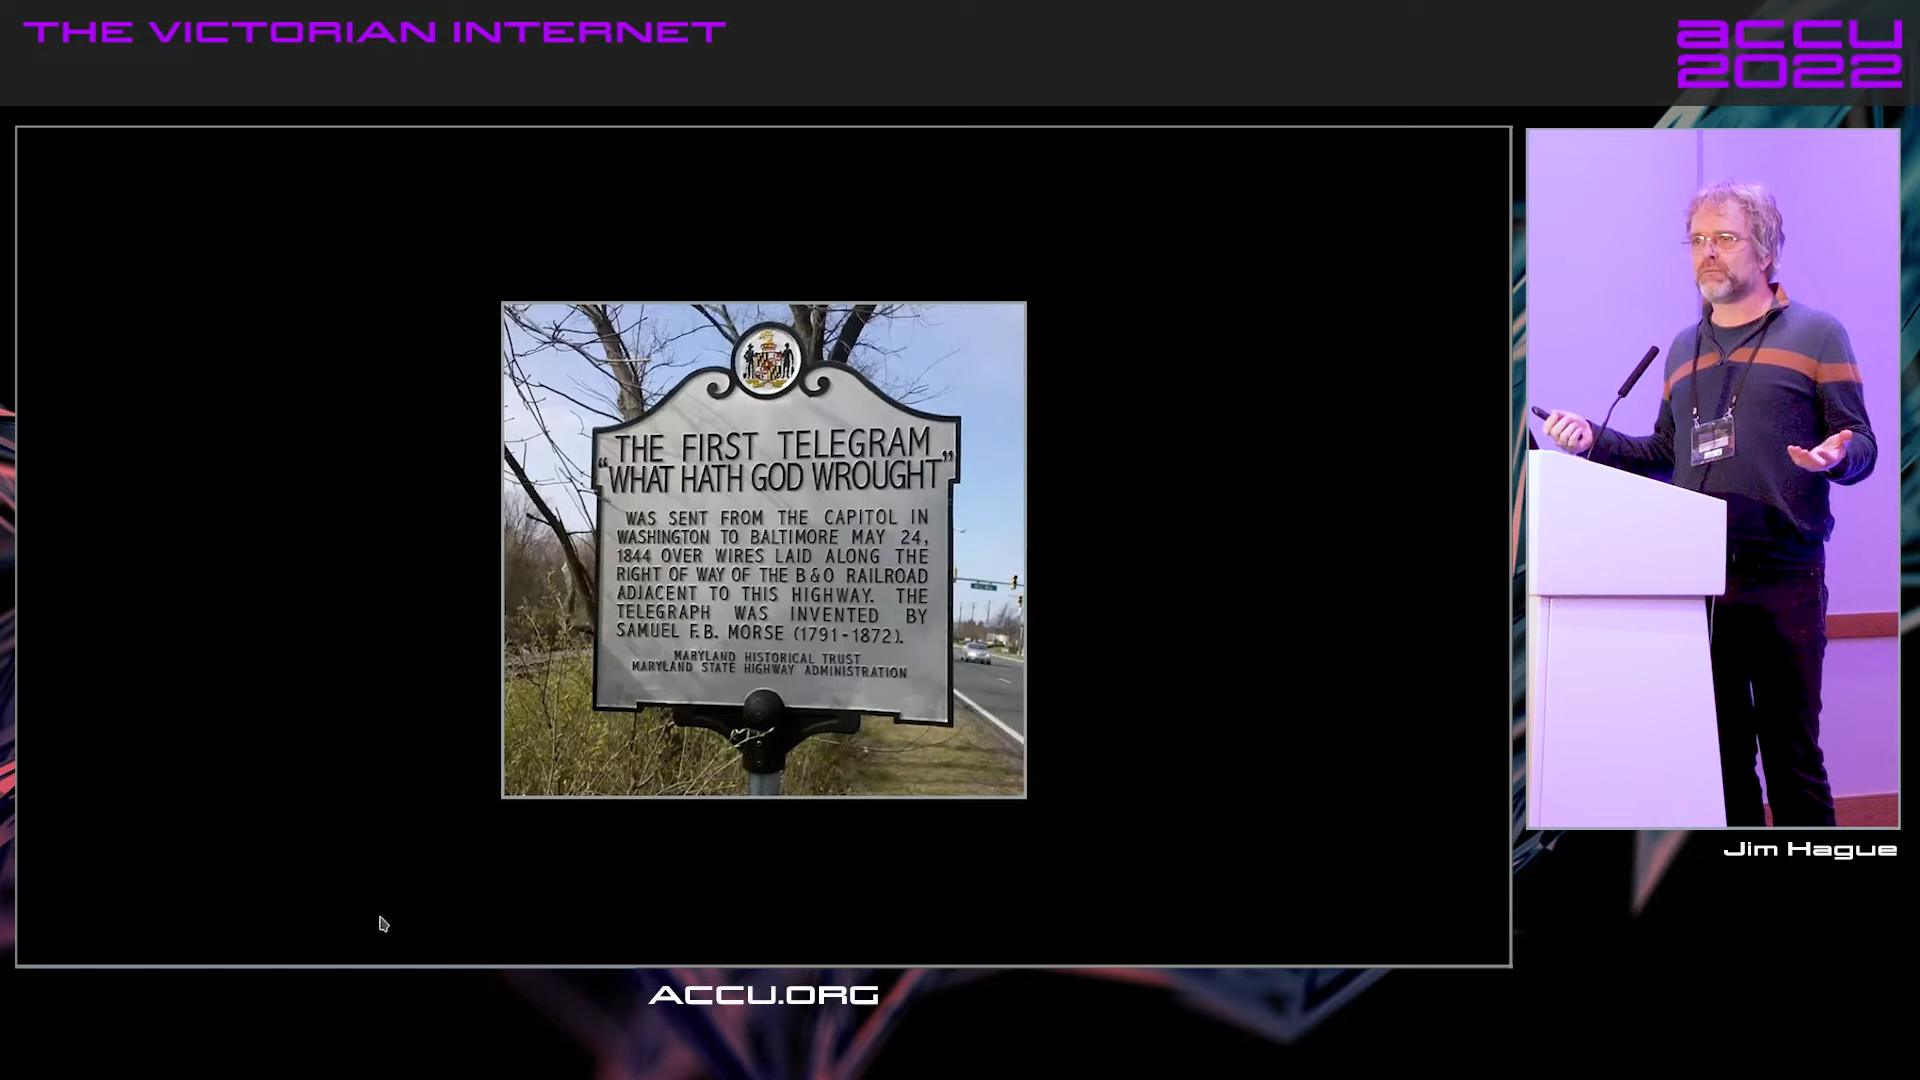 THE VICTORIAN INTERNET
accu
2022
THE FIRST TELEGRAM
"WHAT HATH GOD WROUGHT"
WAS SENT FROM THE CAPITOL IN
WASHINGTON TO BALTIMORE MAY 24,
1844 OVER WIRES LAID ALONG THE
RIGHT OF WAY OF THE B&O RAILROAD
ADJACENT TO THIS HIGHWAY. THE
TELEGRAPH WAS INVENTED BY
SAMUEL F.B. MORSE (1791-1872).
MARYLAND HISTORICAL TRUST
MARYLAND STATE HIGHWAY ADMINISTRATION
Jim Hague
ACCU.ORG